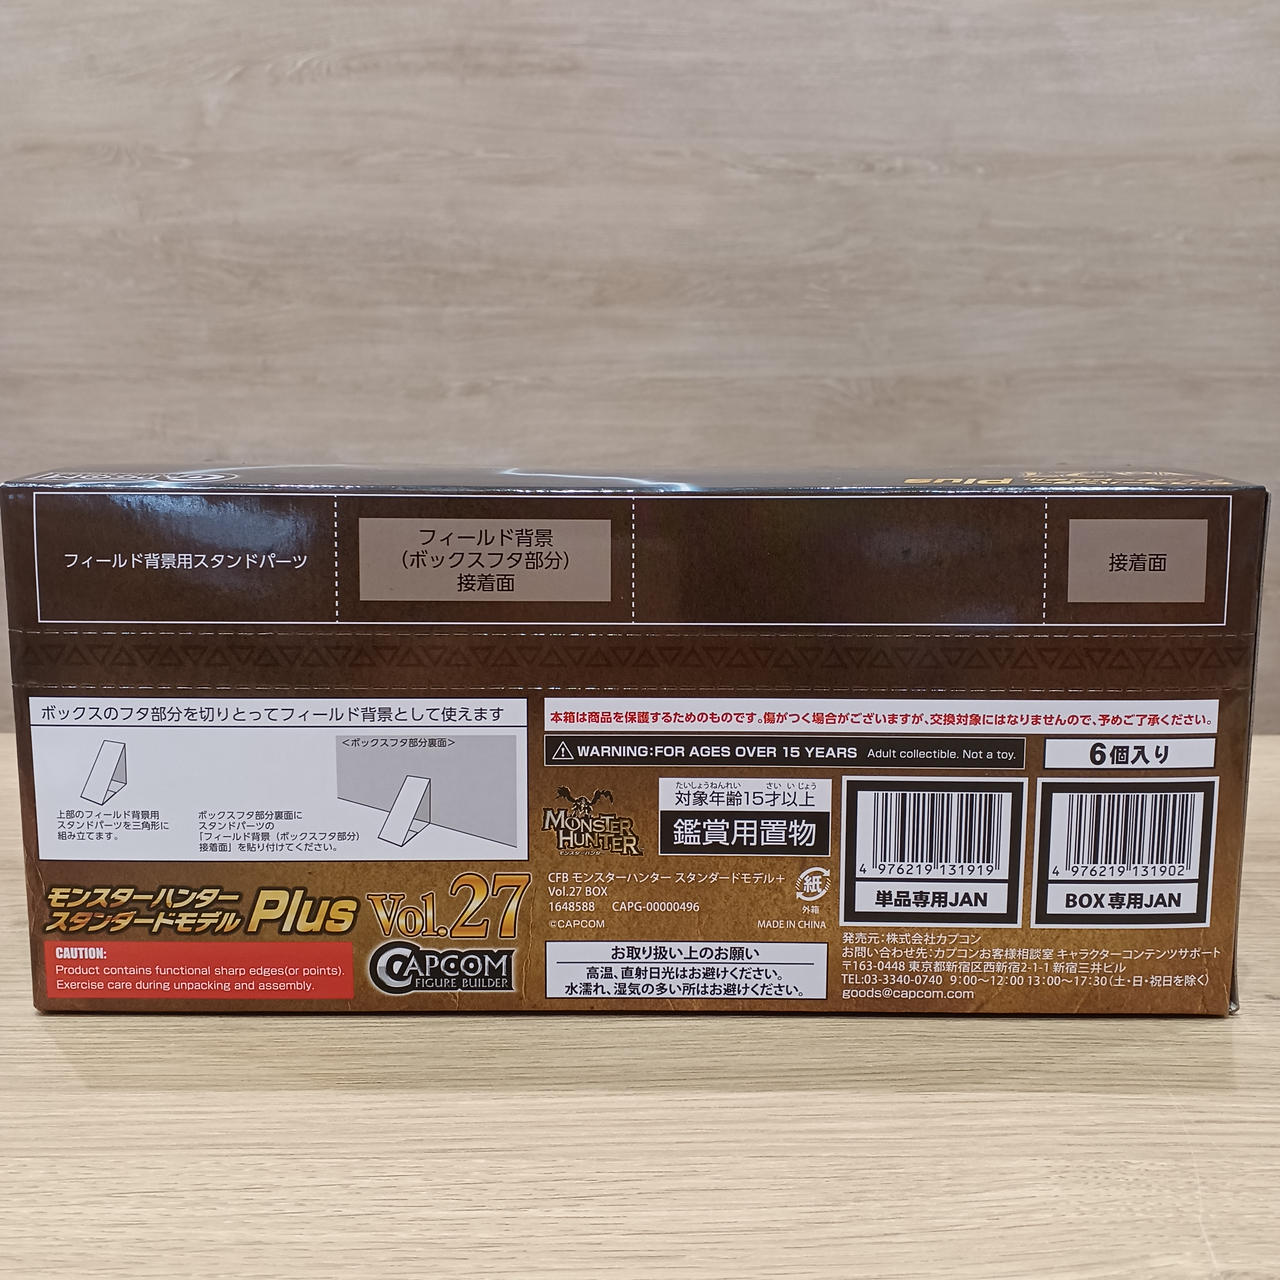 Plus
フィールド背景用スタンドパーツ
フィールド背景
(ボックスフタ部分)
接着面
接着面
ボックスのフタ部分を切りとってフィールド背景として使えます
上部のフィールド背景用
スタンドパーツを三角形に
組み立てます。
＜ボックスフタ部分裏面＞
ボックスフタ部分裏面に
スタンドパーツの
「フィールド背景（ボックスフタ部分）
接着面」を貼り付けてください。
モンスターハンター
スタンダードモデル Plus Vol.27
CAUTION:
Product contains functional sharp edges(or points).
Exercise care during unpacking and assembly.
CAPCOM
FIGURE BUILDER
本箱は商品を保護するためのものです。傷がつく場合がございますが、交換対象にはなりませんので、予めご了承ください。
WARNING:FOR AGES OVER 15 YEARS Adult collectible. Not a toy.
6個入り
MONSTER
HUNTER
モンスターハンター
たいしょうねんれい さい いじょう
対象年齢15才以上
鑑賞用置物
CFB モンスターハンター スタンダードモデル＋
Vol.27 BOX
1648588 CAPG-00000496
©CAPCOM
MADE IN CHINA
紙
外箱
お取り扱い上のお願い
高温、直射日光はお避けください。
水濡れ、湿気の多い所はお避けください。
4 976219 131919
単品専用JAN
4 976219 131902
BOX専用JAN
発売元：株式会社カプコン
お問い合わせ先：カプコンお客様相談室 キャラクターコンテンツサポート
〒163-0448 東京都新宿区西新宿2-1-1 新宿三井ビル
TEL:03-3340-0740 9：00〜12：00 13：00〜17：30（土・日・祝日を除く）
goods@capcom.com